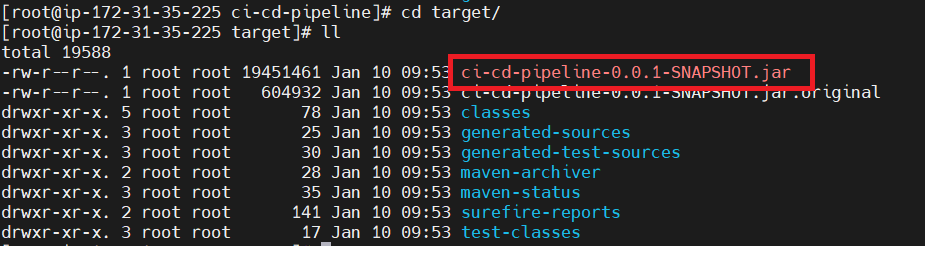 [root@ip-172-31-35-225 ci-cd-pipeline]# cd target/
[root@ip-172-31-35-225 target]# ll
total 19588
-rw-r--r--. 1 root root 19451461 Jan 10 09:53 ci-cd-pipeline-0.0.1-SNAPSHOT.jar
-rw-r--r--. 1 root root   604932 Jan 10 09:53 ci-cd-pipeline-0.0.1-SNAPSHOT.jar.original
drwxr-xr-x. 5 root root       78 Jan 10 09:53 classes
drwxr-xr-x. 3 root root       25 Jan 10 09:53 generated-sources
drwxr-xr-x. 3 root root       30 Jan 10 09:53 generated-test-sources
drwxr-xr-x. 2 root root       28 Jan 10 09:53 maven-archiver
drwxr-xr-x. 3 root root       35 Jan 10 09:53 maven-status
drwxr-xr-x. 2 root root      141 Jan 10 09:53 surefire-reports
drwxr-xr-x. 3 root root       17 Jan 10 09:53 test-classes